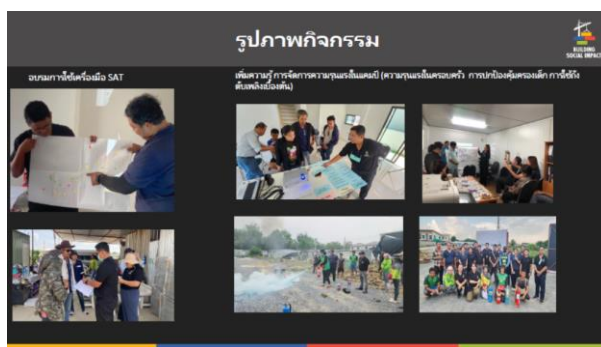 รูปภาพกิจกรรม
BUILDING
SOCIAL IMPACT
อบรมการใช้เครื่องมือ SAT
เพิ่มความรู้ การจัดการความรุนแรงในแคมป์ (ความรุนแรงในครอบครัว การปกป้องคุ้มครองเด็ก การใช้ถัง
ดับเพลิงเบื้องต้น)